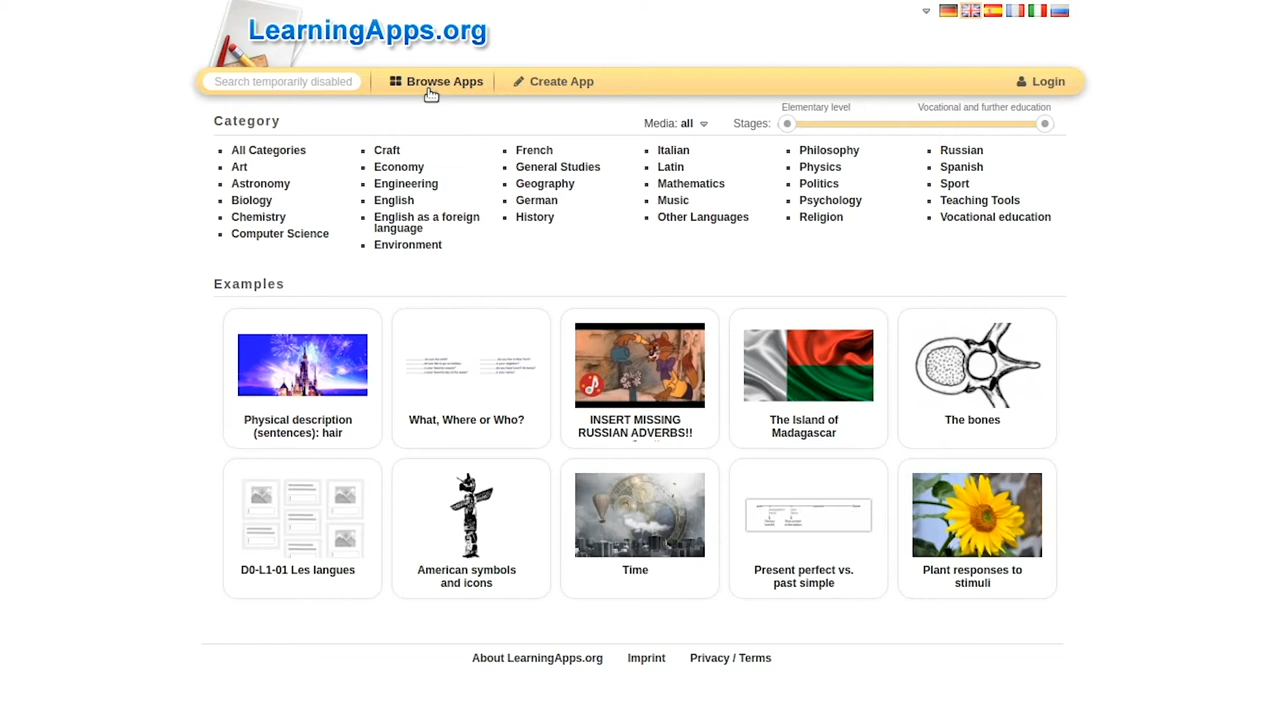 LearningApps.org
Search temporarily disabled
Browse Apps
Create App
Login
Category
Media: all
Stages:
Elementary level
Vocational and further education
All Categories
Art
Astronomy
Biology
Chemistry
Computer Science
Craft
Economy
Engineering
English
English as a foreign
language
Environment
French
General Studies
Geography
German
History
Italian
Latin
Mathematics
Music
Other Languages
Philosophy
Physics
Politics
Psychology
Religion
Russian
Spanish
Sport
Teaching Tools
Vocational education
Examples
Physical description
(sentences): hair
What, Where or Who?
INSERT MISSING
RUSSIAN ADVERBS!!
The Island of
Madagascar
The bones
D0-L1-01 Les langues
American symbols
and icons
Time
Present perfect vs.
past simple
Plant responses to
stimuli
About LearningApps.org
Imprint
Privacy / Terms